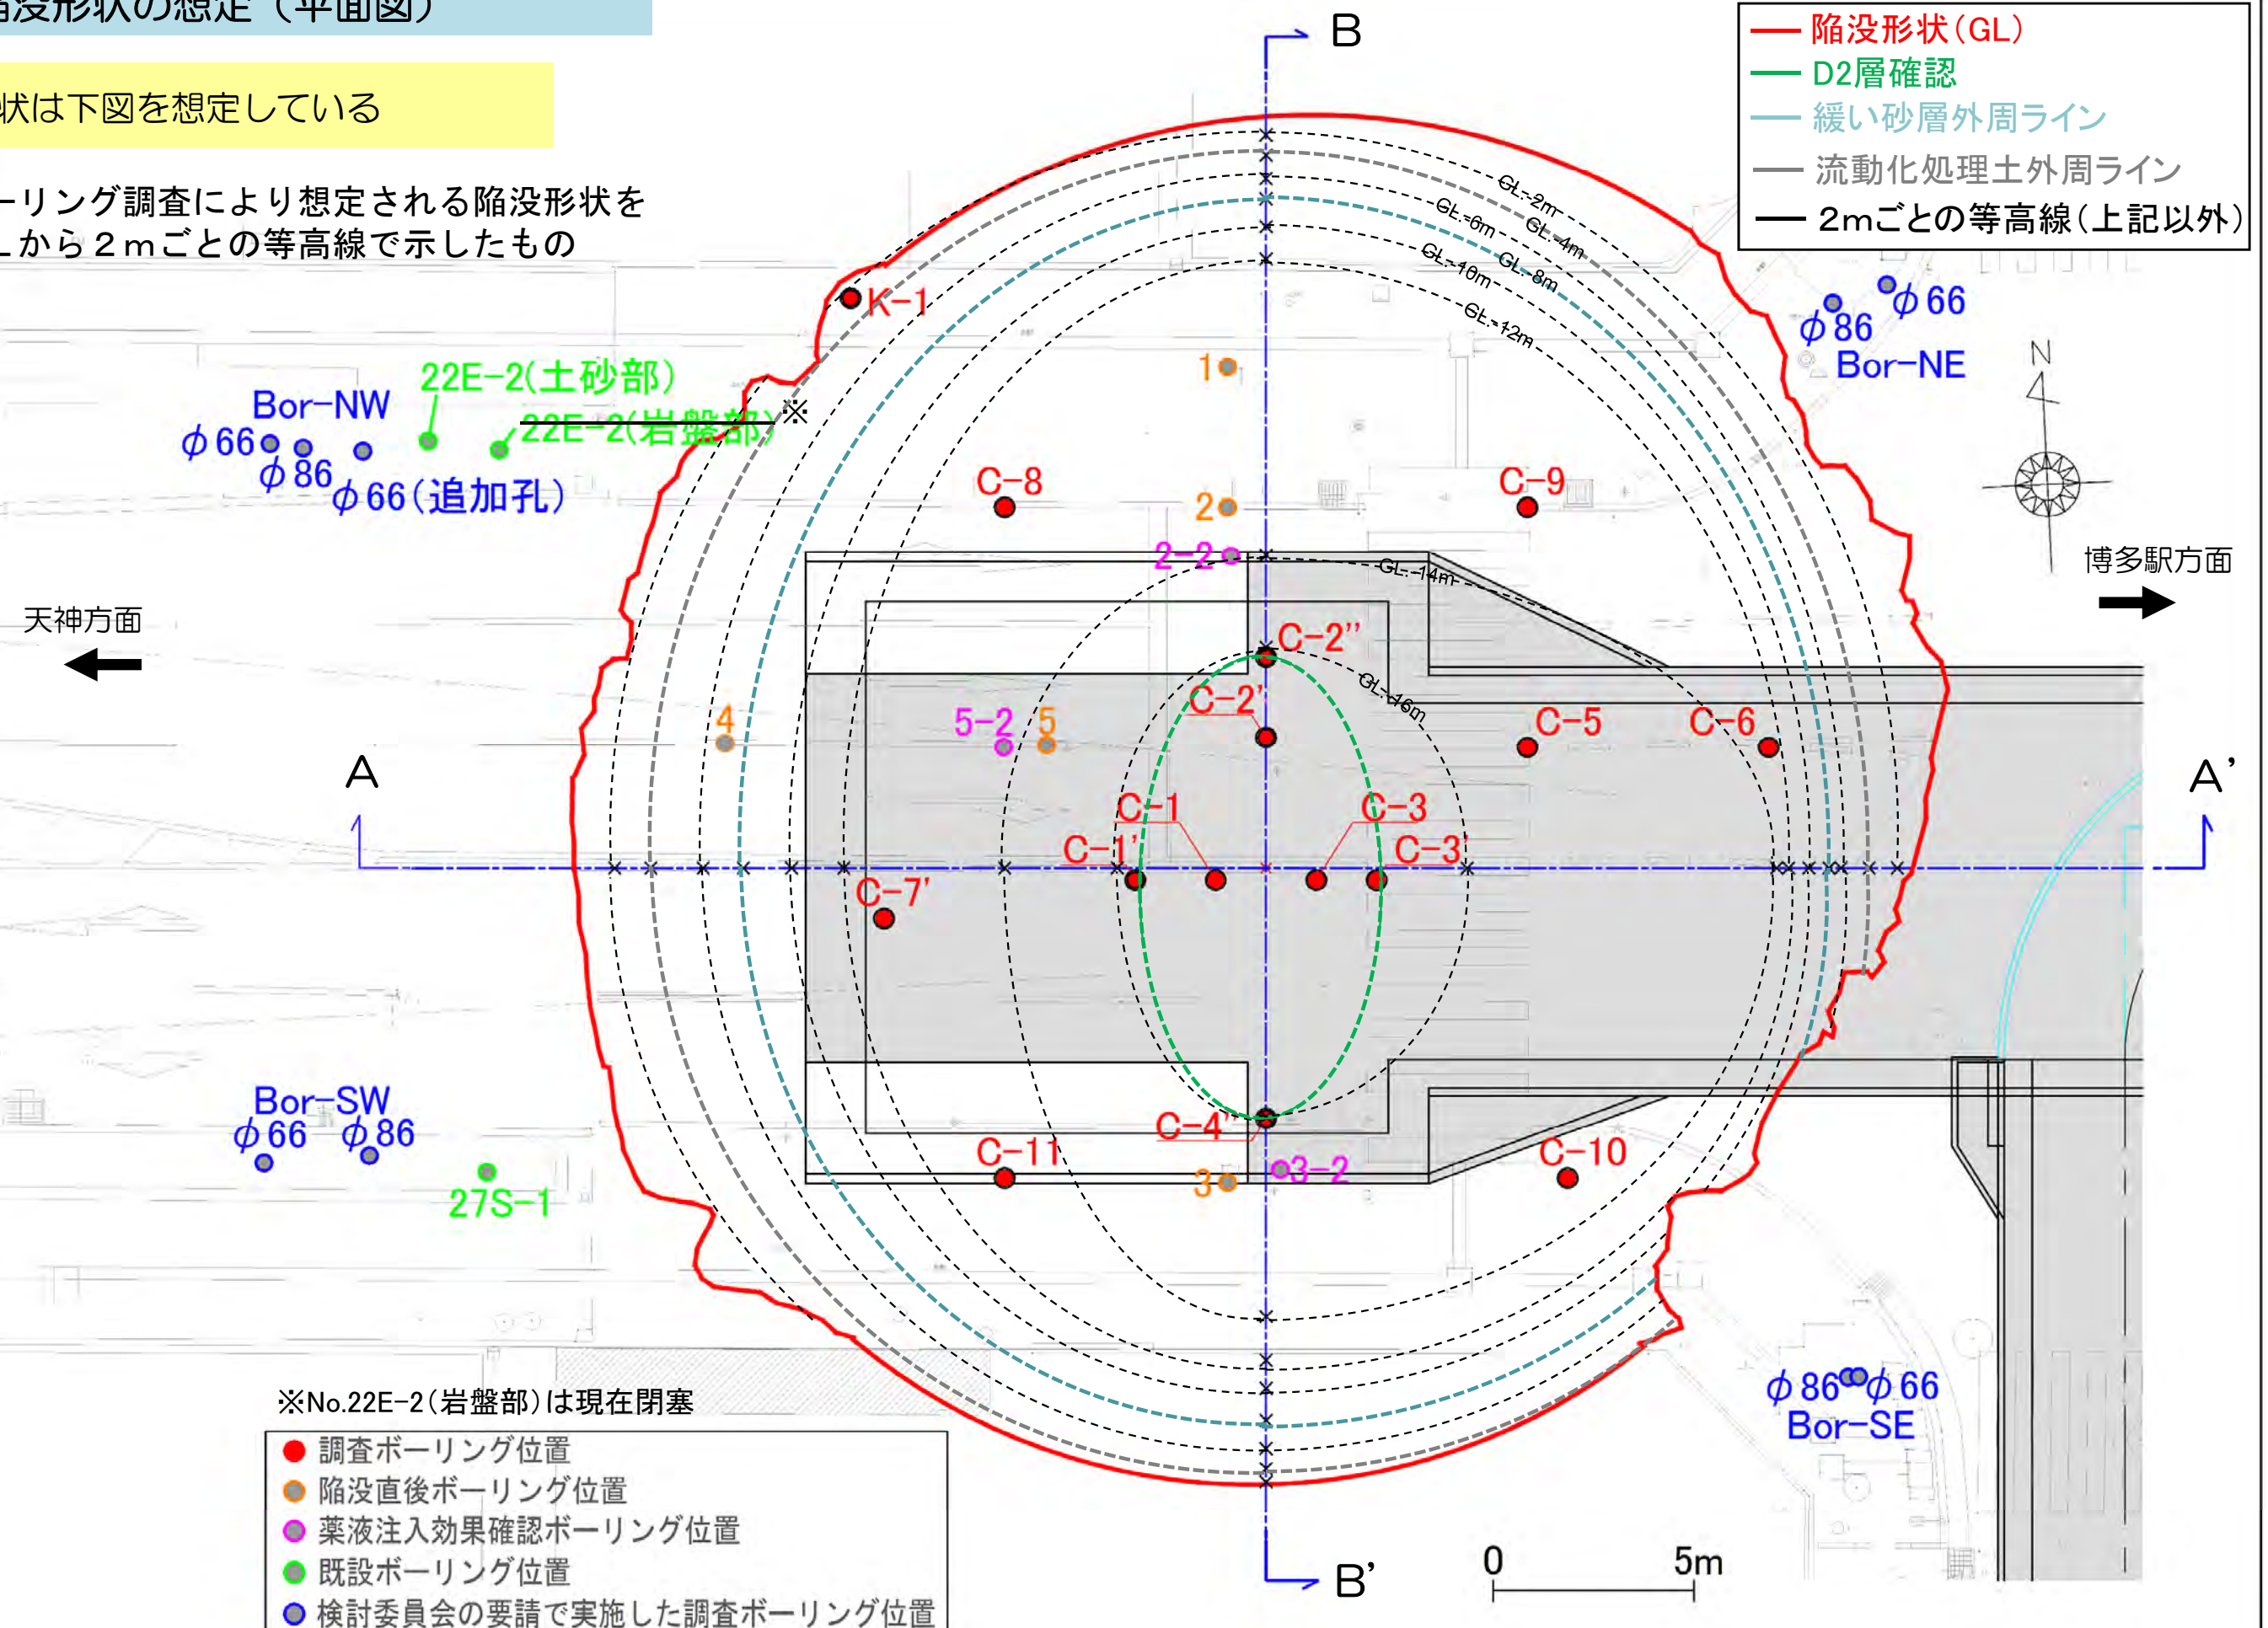 陥没形状の想定（平面図）
状は下図を想定している
ーリング調査により想定される陥没形状を
Lから２ｍごとの等高線で示したもの
陥没形状(GL)
D2層確認
緩い砂層外周ライン
流動化処理土外周ライン
2mごとの等高線(上記以外)
B
GL.-2m
GL.-4m
GL.-6m
GL.-8m
GL.-10m
GL.-12m
GL.-14m
GL.-16m
K-1
φ86
φ66
Bor-NE
N
22E-2(土砂部)
22E-2(岩盤部)
※
Bor-NW
φ66
φ86
φ66(追加孔)
1
C-8
2
C-9
2-2
天神方面
博多駅方面
C-2''
C-2'
4
5-2
5
C-5
C-6
A
A'
C-1
C-3
C-1'
C-3'
C-7'
Bor-SW
φ66
φ86
27S-1
C-4''
C-11
3
3-2
C-10
φ86
φ66
Bor-SE
※No.22E-2(岩盤部)は現在閉塞
調査ボーリング位置
陥没直後ボーリング位置
薬液注入効果確認ボーリング位置
既設ボーリング位置
検討委員会の要請で実施した調査ボーリング位置
B'
0
5m